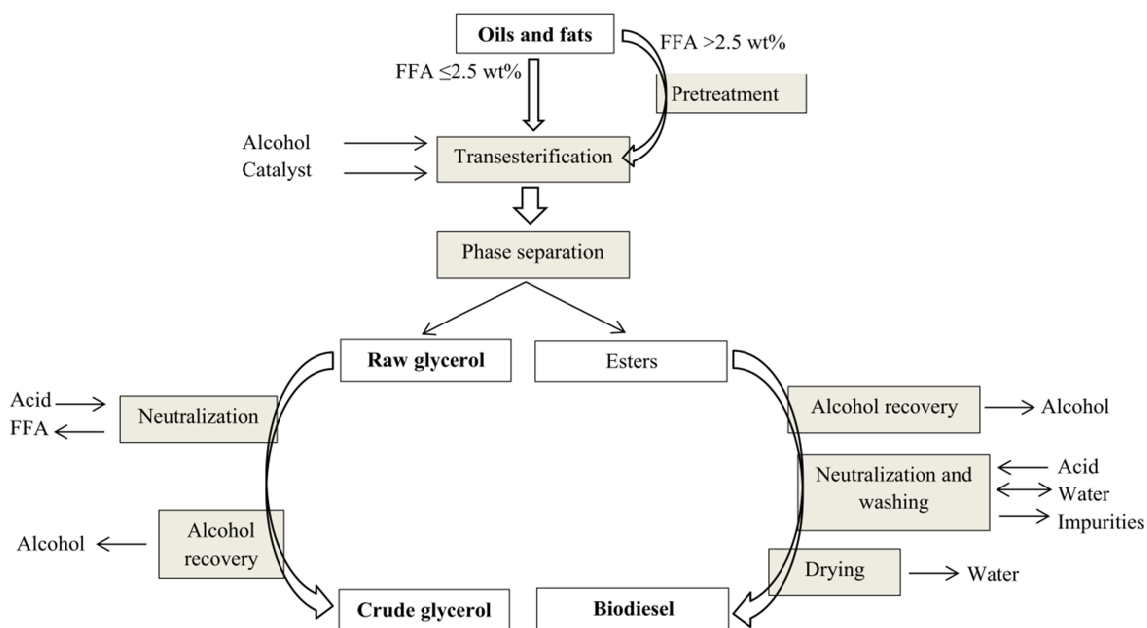 Oils and fats
FFA >2.5 wt%
FFA ≤2.5 wt%
Pretreatment
Alcohol
Catalyst
Transesterification
Phase separation
Raw glycerol
Esters
Acid
FFA
Neutralization
Alcohol recovery
Alcohol
Neutralization and
washing
Acid
Water
Impurities
Alcohol
Alcohol
recovery
Drying
Water
Crude glycerol
Biodiesel